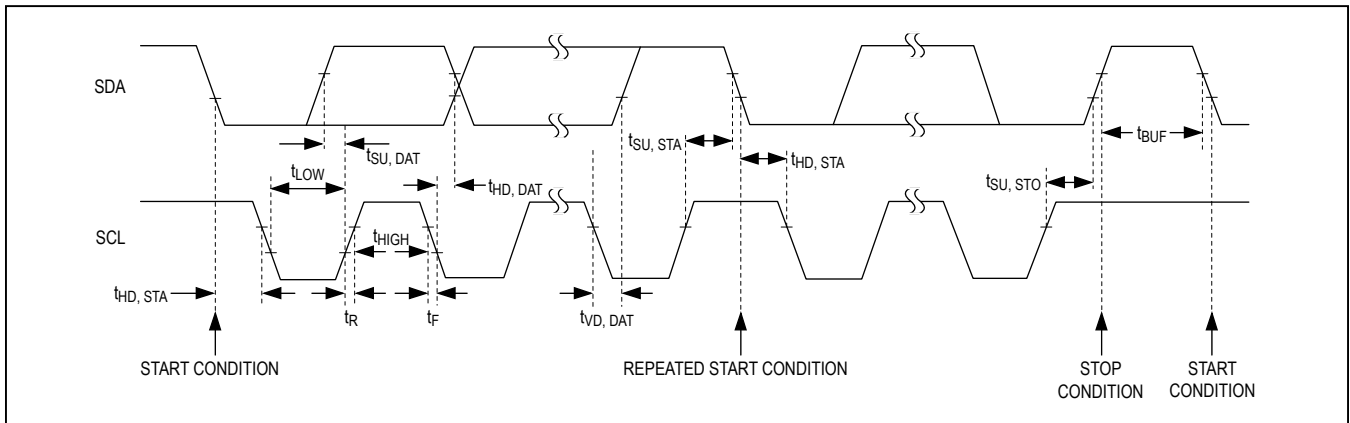 SDA
tSU, DAT
tLOW
tHD, DAT
tSU, STA
tHD, STA
tBUF
tSU, STO
SCL
tHIGH
tHD, STA
tR
tF
tVD, DAT
START CONDITION
REPEATED START CONDITION
STOP
CONDITION
START
CONDITION